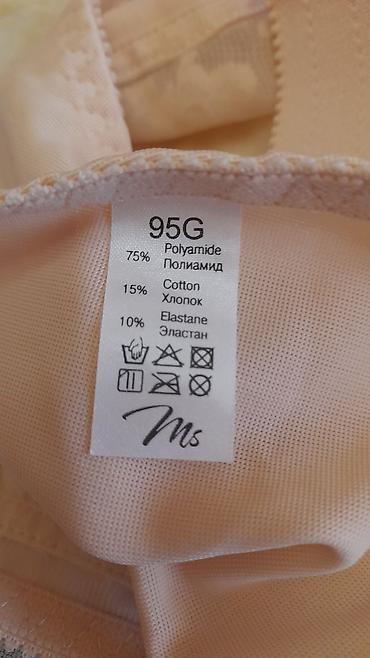 95G
75% Polyamide
Полиамид
15% Cotton
Хлопок
10% Elastane
Эластан
Ms